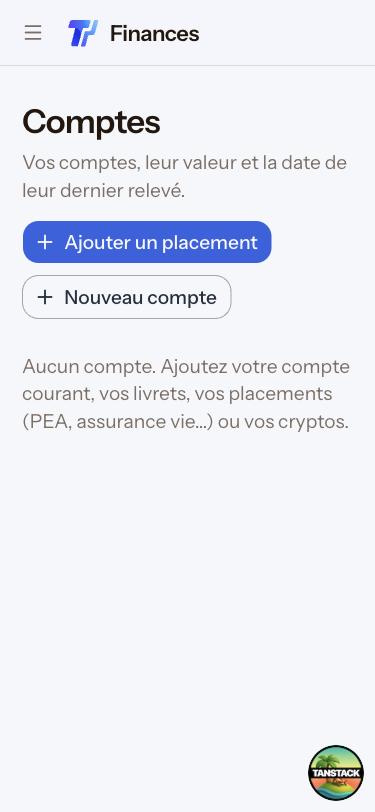 Finances
Comptes
Vos comptes, leur valeur et la date de
leur dernier relevé.
+ Ajouter un placement
+ Nouveau compte
Aucun compte. Ajoutez votre compte
courant, vos livrets, vos placements
(PEA, assurance vie…) ou vos cryptos.
TANSTACK